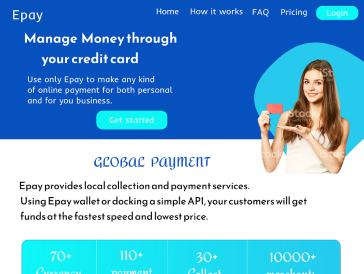 Epay
Home How it works FAQ Pricing Login
Manage Money through
your credit card
Use only Epay to make any kind
of online payment for both personal
and for you business.
Get started
GLOBAL PAYMENT
Epay provides local collection and payment services.
Using Epay wallet or docking a simple API, your customers will get
funds at the fastest speed and lowest price.
70+ 110+ 30+ 10000+
Currency payment Collect merchants